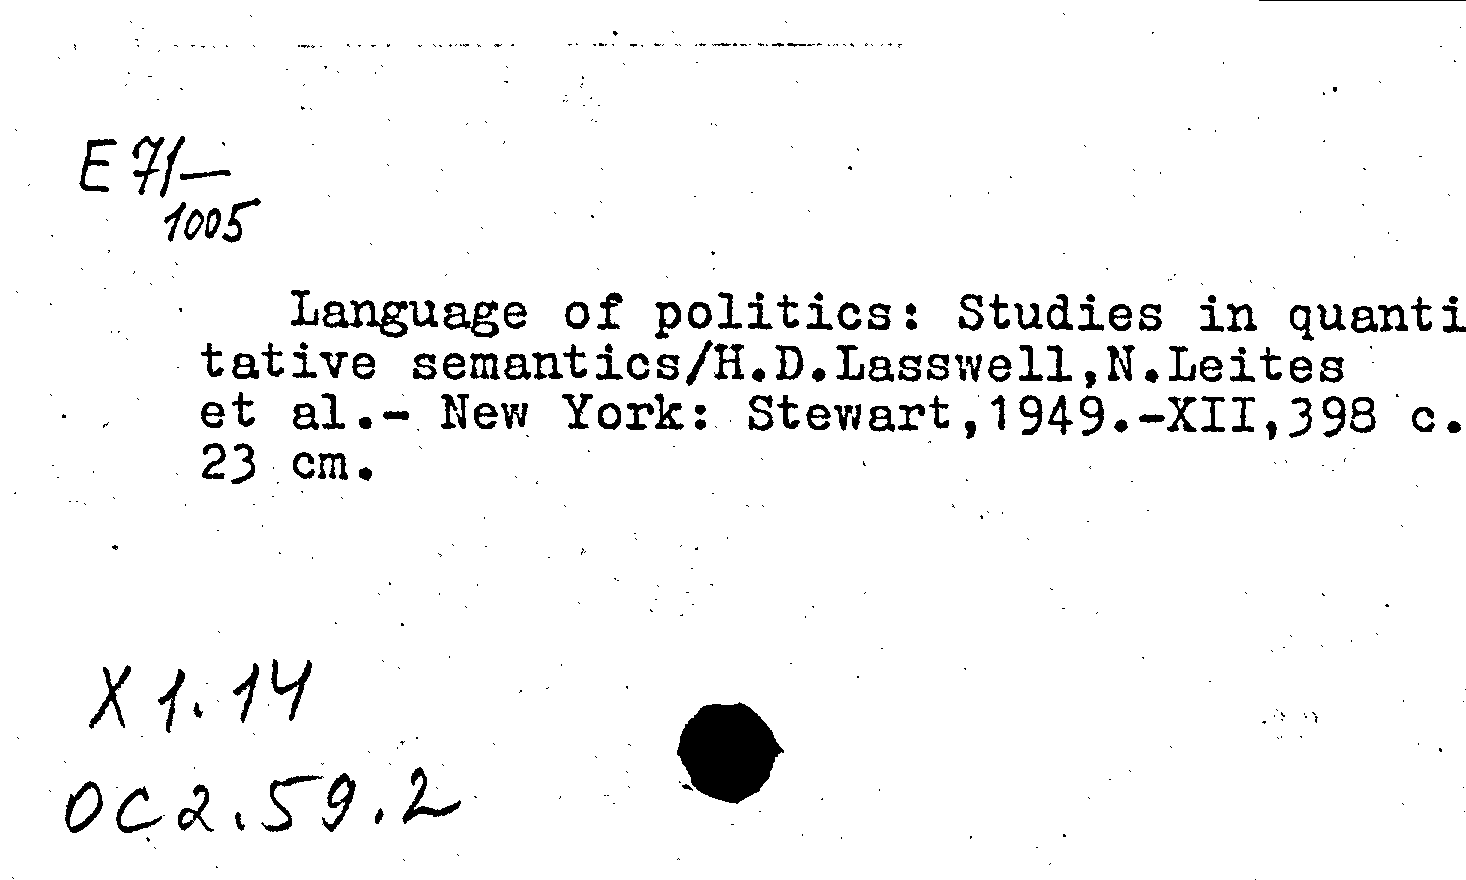 E 71—
1005
Language of politics: Studies in quanti
tative semantics/H.D.Lasswell,N.Leites
et al.- New York: Stewart,1949.-XII,398 c.
23 cm.
X 1.14
OC2.59.2